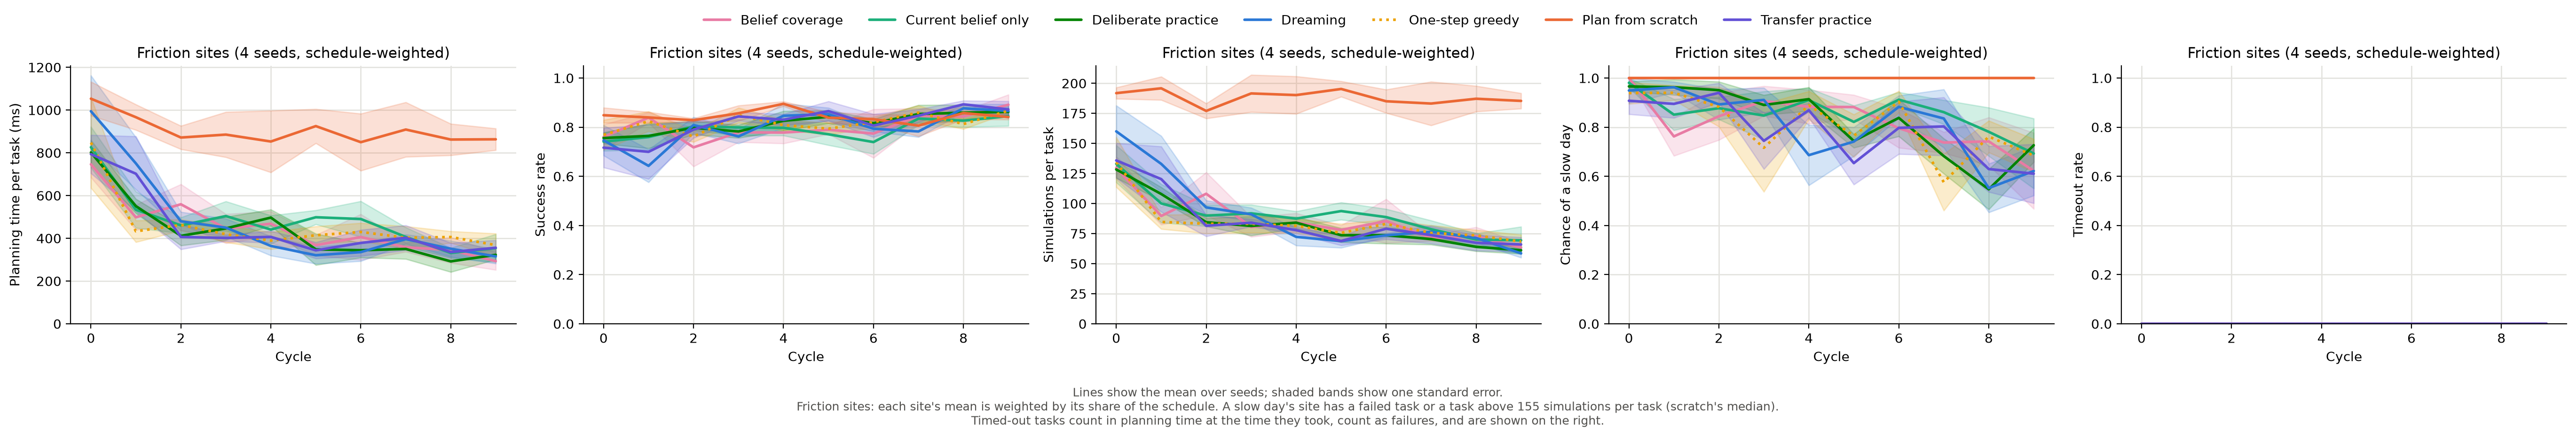 Belief coverage
Current belief only
Deliberate practice
Dreaming
One-step greedy
Plan from scratch
Transfer practice
Friction sites (4 seeds, schedule-weighted)
Planning time per task (ms)
1200
1000
800
600
400
200
0
0 2 4 6 8
Cycle
Friction sites (4 seeds, schedule-weighted)
Success rate
1.0
0.8
0.6
0.4
0.2
0.0
0 2 4 6 8
Cycle
Friction sites (4 seeds, schedule-weighted)
Simulations per task
200
175
150
125
100
75
50
25
0
0 2 4 6 8
Cycle
Friction sites (4 seeds, schedule-weighted)
Chance of a slow day
1.0
0.8
0.6
0.4
0.2
0.0
0 2 4 6 8
Cycle
Friction sites (4 seeds, schedule-weighted)
Timeout rate
1.0
0.8
0.6
0.4
0.2
0.0
0 2 4 6 8
Cycle
Lines show the mean over seeds; shaded bands show one standard error.
Friction sites: each site's mean is weighted by its share of the schedule. A slow day's site has a failed task or a task above 155 simulations per task (scratch's median).
Timed-out tasks count in planning time at the time they took, count as failures, and are shown on the right.